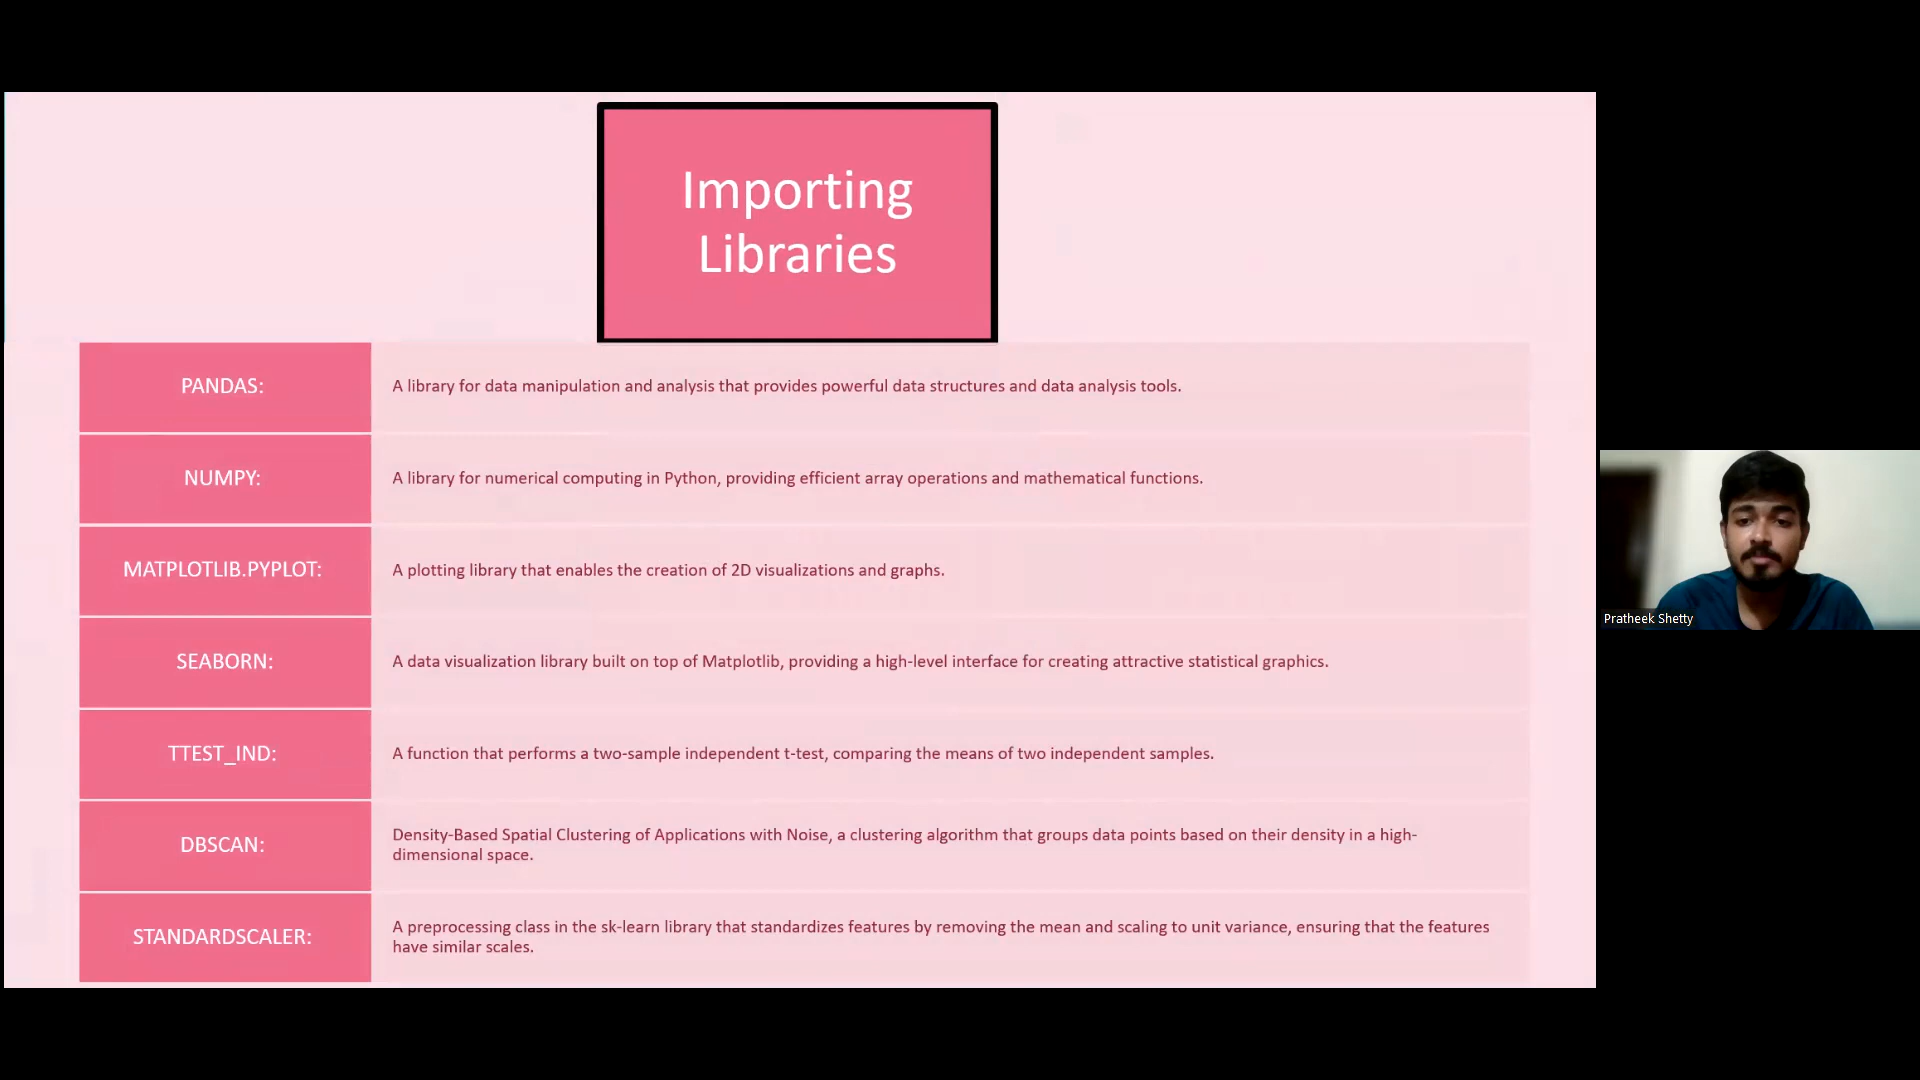 Importing
Libraries
PANDAS:
A library for data manipulation and analysis that provides powerful data structures and data analysis tools.
NUMPY:
A library for numerical computing in Python, providing efficient array operations and mathematical functions.
MATPLOTLIB.PYPLOT:
A plotting library that enables the creation of 2D visualizations and graphs.
SEABORN:
A data visualization library built on top of Matplotlib, providing a high-level interface for creating attractive statistical graphics.
TTEST_IND:
A function that performs a two-sample independent t-test, comparing the means of two independent samples.
DBSCAN:
Density-Based Spatial Clustering of Applications with Noise, a clustering algorithm that groups data points based on their density in a high-
dimensional space.
STANDARDSCALER:
A preprocessing class in the sk-learn library that standardizes features by removing the mean and scaling to unit variance, ensuring that the features
have similar scales.
Pratheek Shetty